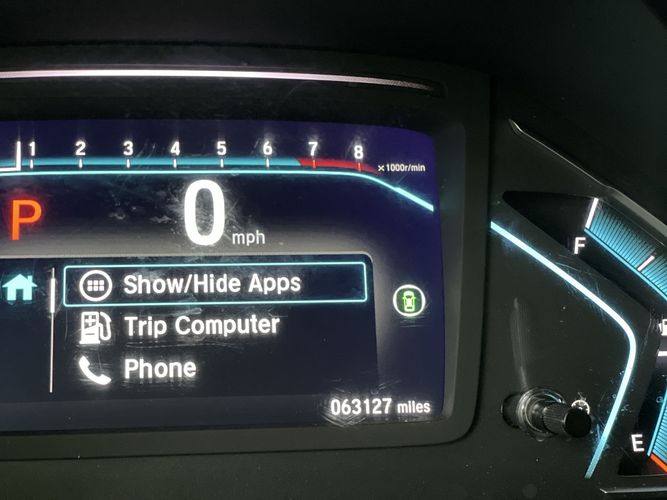 1 2 3 4 5 6 7 8
x1000r/min
P
0 mph
F
Show/Hide Apps
Trip Computer
Phone
063127 miles
E